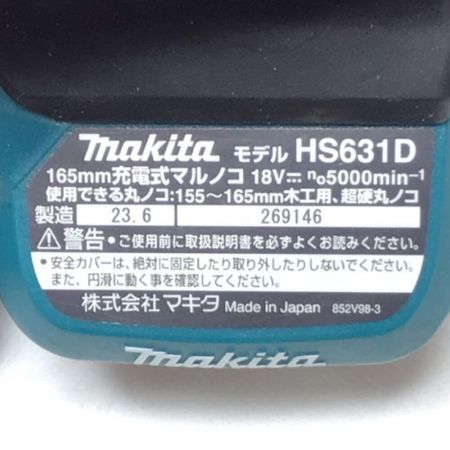 makita モデル HS631D
165mm充電式マルノコ 18V⎓ n₀5000min⁻¹
使用できる丸ノコ:155～165mm木工用、超硬丸ノコ
製造 23.6 269146
⚠警告 •ご使用前に取扱説明書を必ずよくお読みください。
•安全カバーは、絶対に固定したり取り外したりしないでください。
また、円滑に動く事を確認してください。
株式会社マキタ Made in Japan 852V98-3
makita